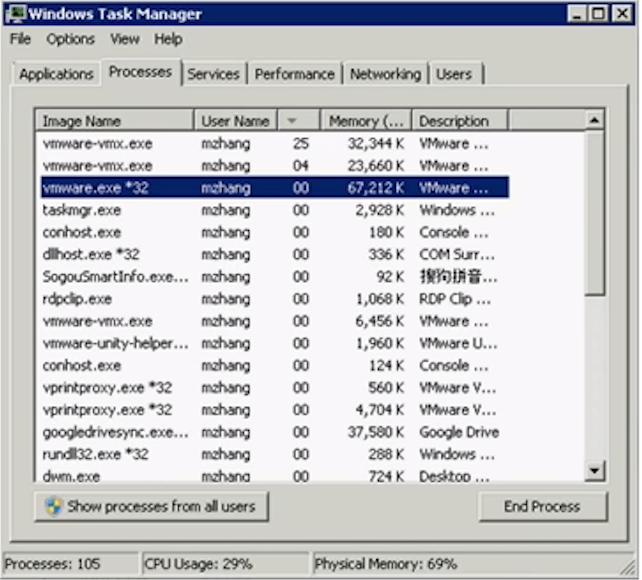 Windows Task Manager
File Options View Help
Applications Processes Services Performance Networking Users
Image Name User Name Memory (... Description
vmware-vmx.exe mzhang 25 32,344 K VMware ...
vmware-vmx.exe mzhang 04 23,660 K VMware ...
vmware.exe *32 mzhang 00 67,212 K VMware ...
taskmgr.exe mzhang 00 2,928 K Windows ...
conhost.exe mzhang 00 180 K Console ...
dllhost.exe *32 mzhang 00 336 K COM Surr...
SogouSmartInfo.exe... mzhang 00 92 K 搜狗拼音...
rdpclip.exe mzhang 00 1,068 K RDP Clip ...
vmware-vmx.exe mzhang 00 6,456 K VMware ...
vmware-unity-helper... mzhang 00 1,960 K VMware U...
conhost.exe mzhang 00 124 K Console ...
vprintproxy.exe *32 mzhang 00 560 K VMware V...
vprintproxy.exe *32 mzhang 00 4,704 K VMware V...
googledrivesync.exe... mzhang 00 37,580 K Google Drive
rundll32.exe *32 mzhang 00 288 K Windows ...
dwm.exe mzhang 00 724 K Desktop ...
Show processes from all users End Process
Processes: 105 CPU Usage: 29% Physical Memory: 69%